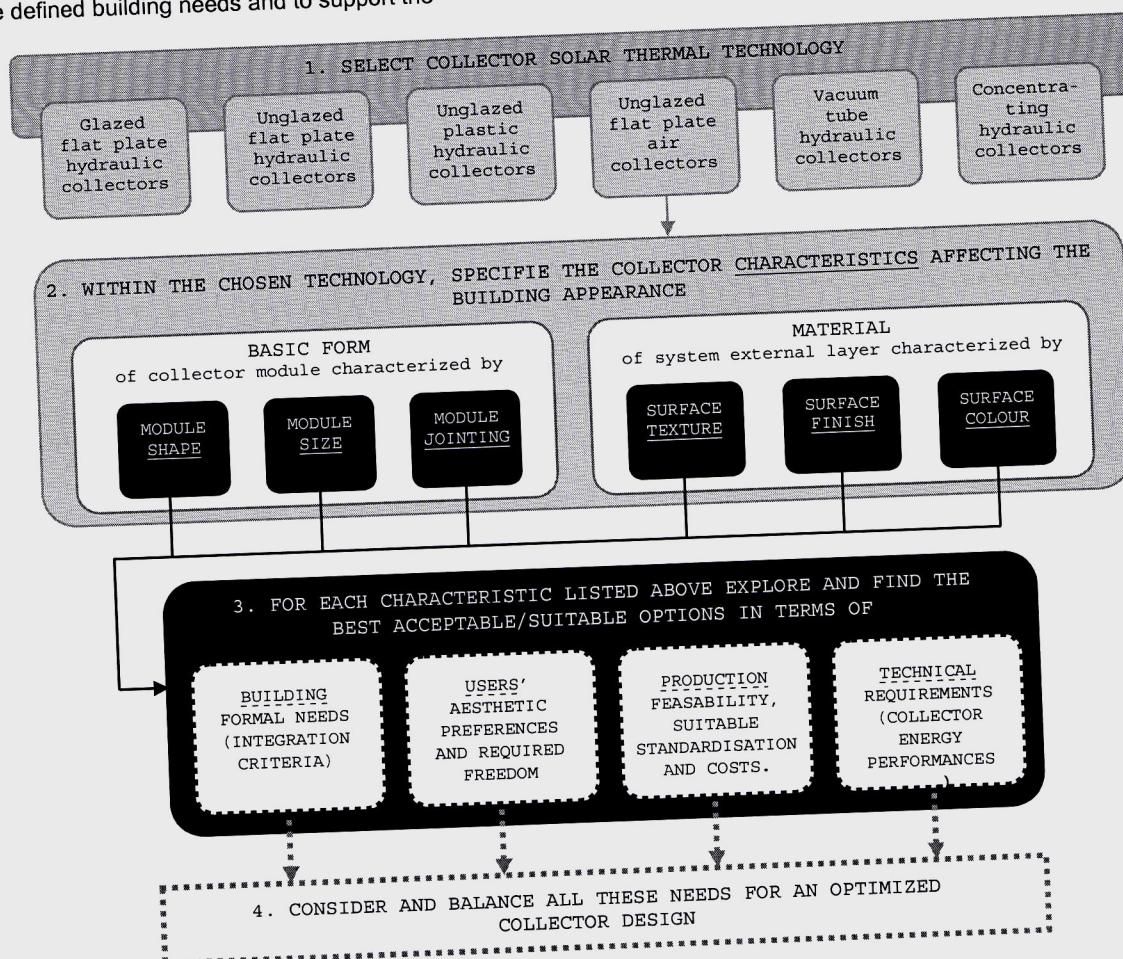 e defined building needs and to support the
1. SELECT COLLECTOR SOLAR THERMAL TECHNOLOGY
Glazed
flat plate
hydraulic
collectors
Unglazed
flat plate
hydraulic
collectors
Unglazed
plastic
hydraulic
collectors
Unglazed
flat plate
air
collectors
Vacuum
tube
hydraulic
collectors
Concentra-
ting
hydraulic
collectors
2. WITHIN THE CHOSEN TECHNOLOGY, SPECIFIE THE COLLECTOR CHARACTERISTICS AFFECTING THE
BUILDING APPEARANCE
BASIC FORM
of collector module characterized by
MODULE
SHAPE
MODULE
SIZE
MODULE
JOINTING
MATERIAL
of system external layer characterized by
SURFACE
TEXTURE
SURFACE
FINISH
SURFACE
COLOUR
3. FOR EACH CHARACTERISTIC LISTED ABOVE EXPLORE AND FIND THE
BEST ACCEPTABLE/SUITABLE OPTIONS IN TERMS OF
BUILDING
FORMAL NEEDS
(INTEGRATION
CRITERIA)
USERS'
AESTHETIC
PREFERENCES
AND REQUIRED
FREEDOM
PRODUCTION
FEASABILITY,
SUITABLE
STANDARDISATION
AND COSTS.
TECHNICAL
REQUIREMENTS
(COLLECTOR
ENERGY
PERFORMANCES
)
4. CONSIDER AND BALANCE ALL THESE NEEDS FOR AN OPTIMIZED
COLLECTOR DESIGN